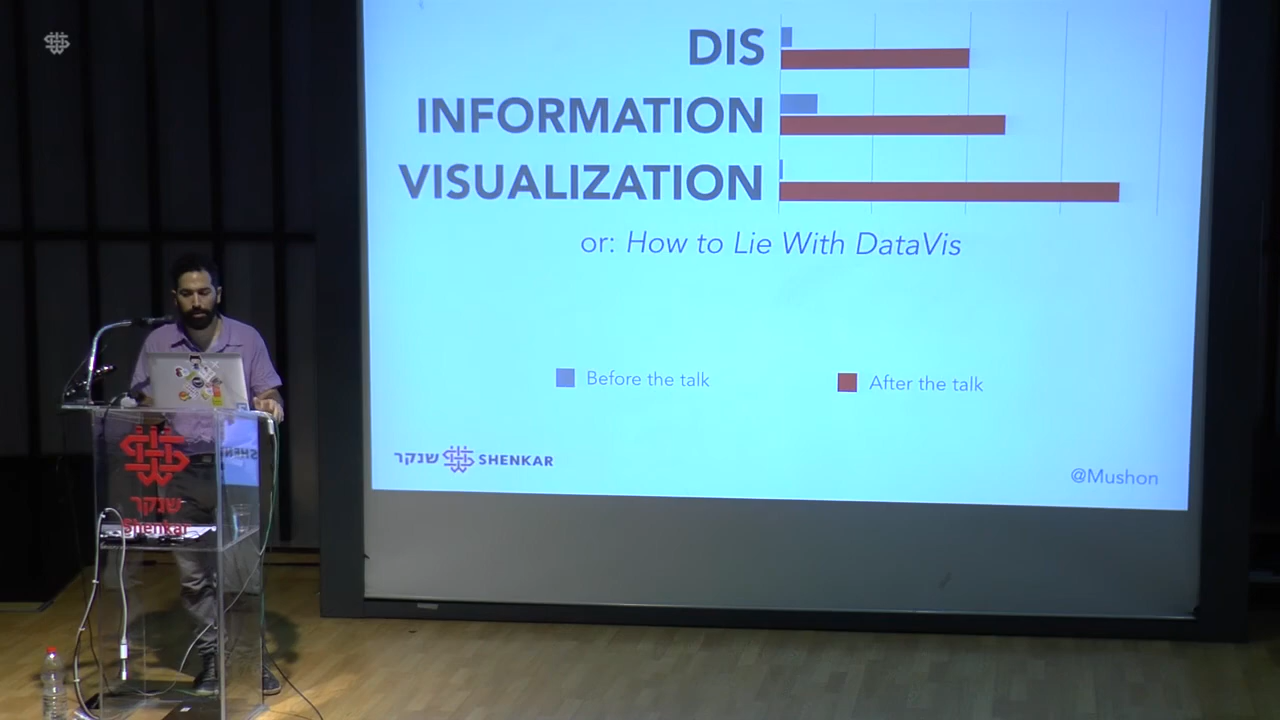 DIS
INFORMATION
VISUALIZATION
or: How to Lie With DataVis
Before the talk
After the talk
שנקר SHENKAR
@Mushon
שנקר
Shenkar
SHENK